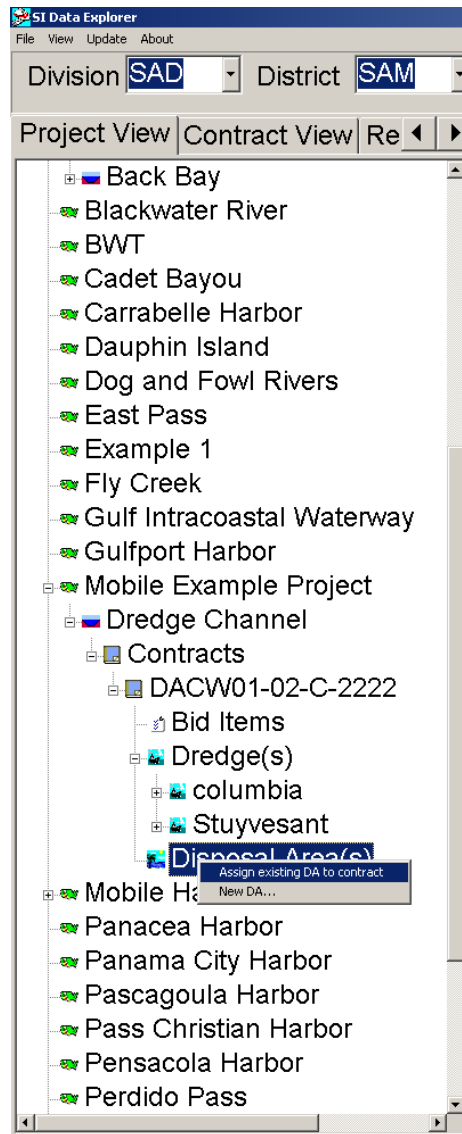 SI Data Explorer
File View Update About
Division SAD District SAM
Project View Contract View Re
Back Bay
Blackwater River
BWT
Cadet Bayou
Carrabelle Harbor
Dauphin Island
Dog and Fowl Rivers
East Pass
Example 1
Fly Creek
Gulf Intracoastal Waterway
Gulfport Harbor
Mobile Example Project
Dredge Channel
Contracts
DACW01-02-C-2222
Bid Items
Dredge(s)
columbia
Stuyvesant
Disposal Area(s)
Assign existing DA to contract
Mobile Ha
New DA...
Panacea Harbor
Panama City Harbor
Pascagoula Harbor
Pass Christian Harbor
Pensacola Harbor
Perdido Pass